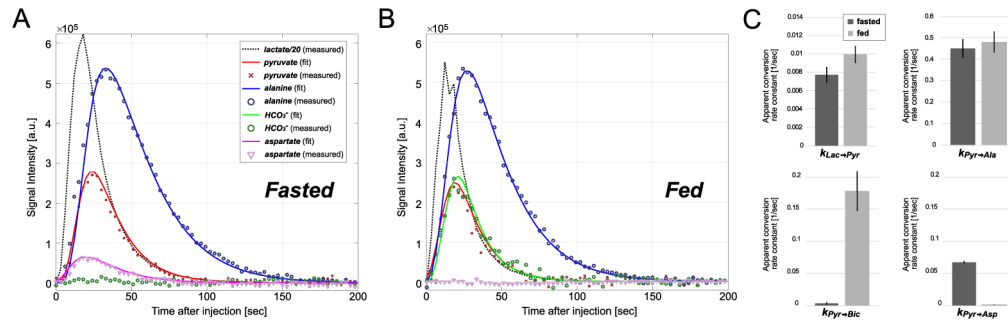 A
×10⁵
6
5
4
3
2
1
0
Signal Intensity [a.u.]
0 50 100 150 200
Time after injection [sec]
lactate/20 (measured)
pyruvate (fit)
pyruvate (measured)
alanine (fit)
alanine (measured)
HCO₃⁻ (fit)
HCO₃⁻ (measured)
aspartate (fit)
aspartate (measured)
Fasted
B
×10⁵
6
5
4
3
2
1
0
Signal Intensity [a.u.]
0 50 100 150 200
Time after injection [sec]
Fed
C
fasted
fed
0.014
0.012
0.01
0.008
0.006
0.004
0.002
0
Apparent conversion
rate constant [1/sec]
kLac→Pyr
0.6
0.5
0.4
0.3
0.2
0.1
0
Apparent conversion
rate constant [1/sec]
kPyr→Ala
0.2
0.15
0.1
0.05
0
Apparent conversion
rate constant [1/sec]
kPyr→Bic
0.2
0.15
0.1
0.05
0
Apparent conversion
rate constant [1/sec]
kPyr→Asp